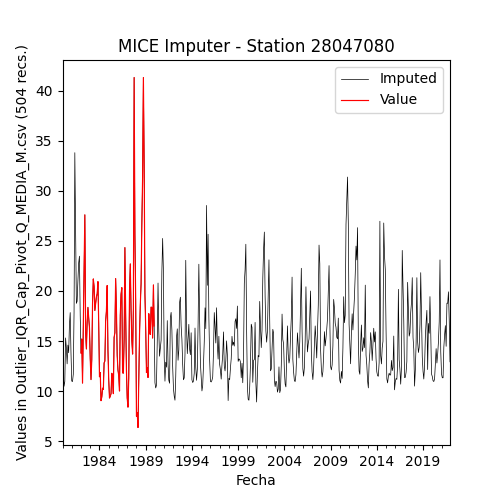 MICE Imputer - Station 28047080
Values in Outlier_IQR_Cap_Pivot_Q_MEDIA_M.csv (504 recs.)
Imputed
Value
40
35
30
25
20
15
10
5
1984 1989 1994 1999 2004 2009 2014 2019
Fecha